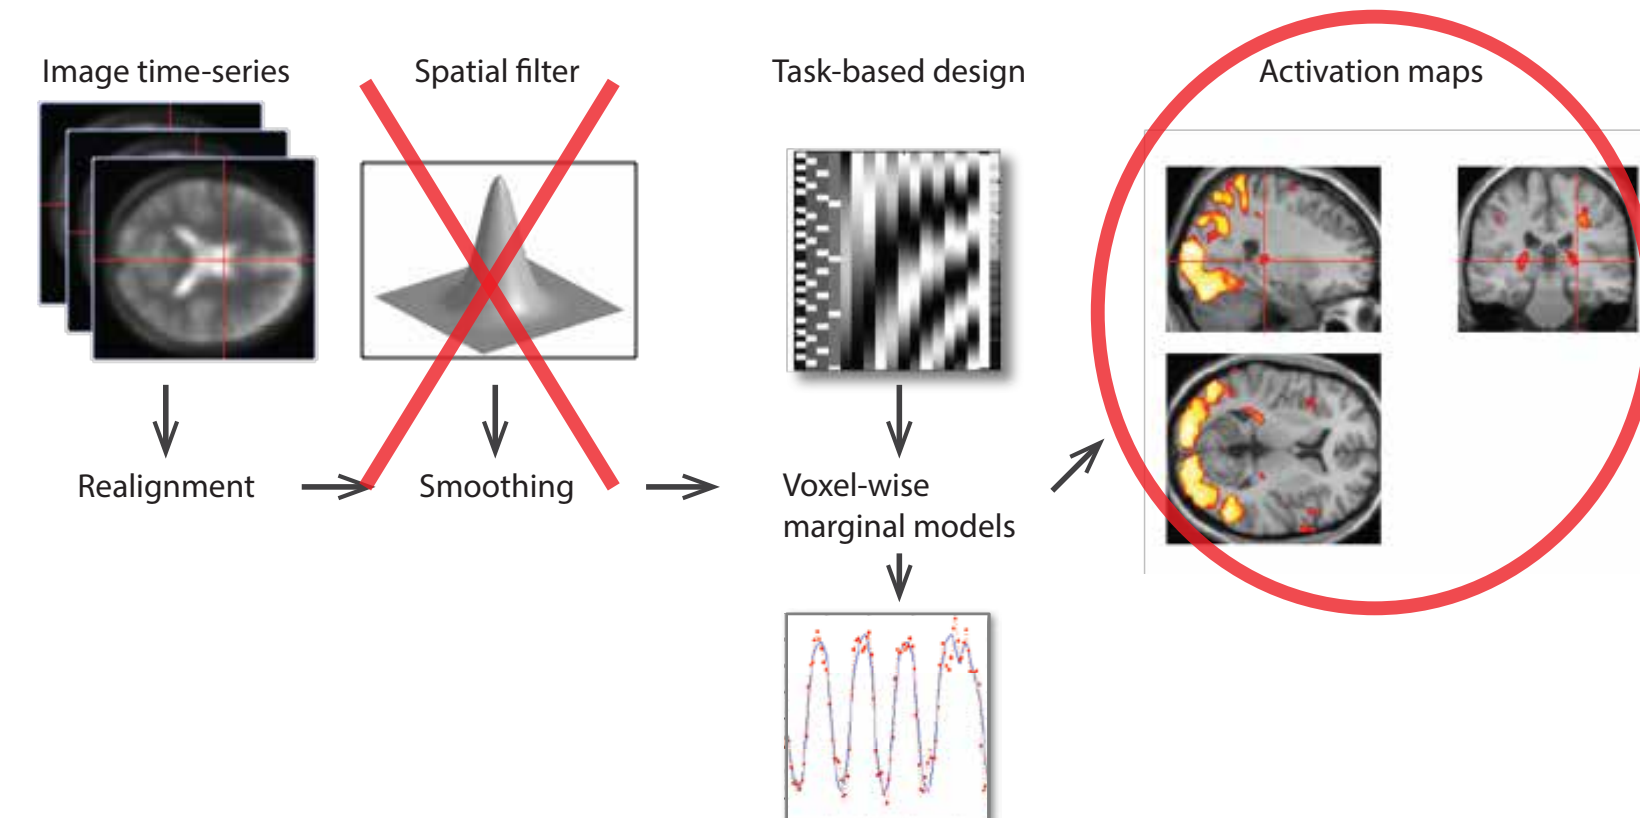 Image time-series
Spatial filter
Task-based design
Activation maps
Realignment
Smoothing
Voxel-wise
marginal models